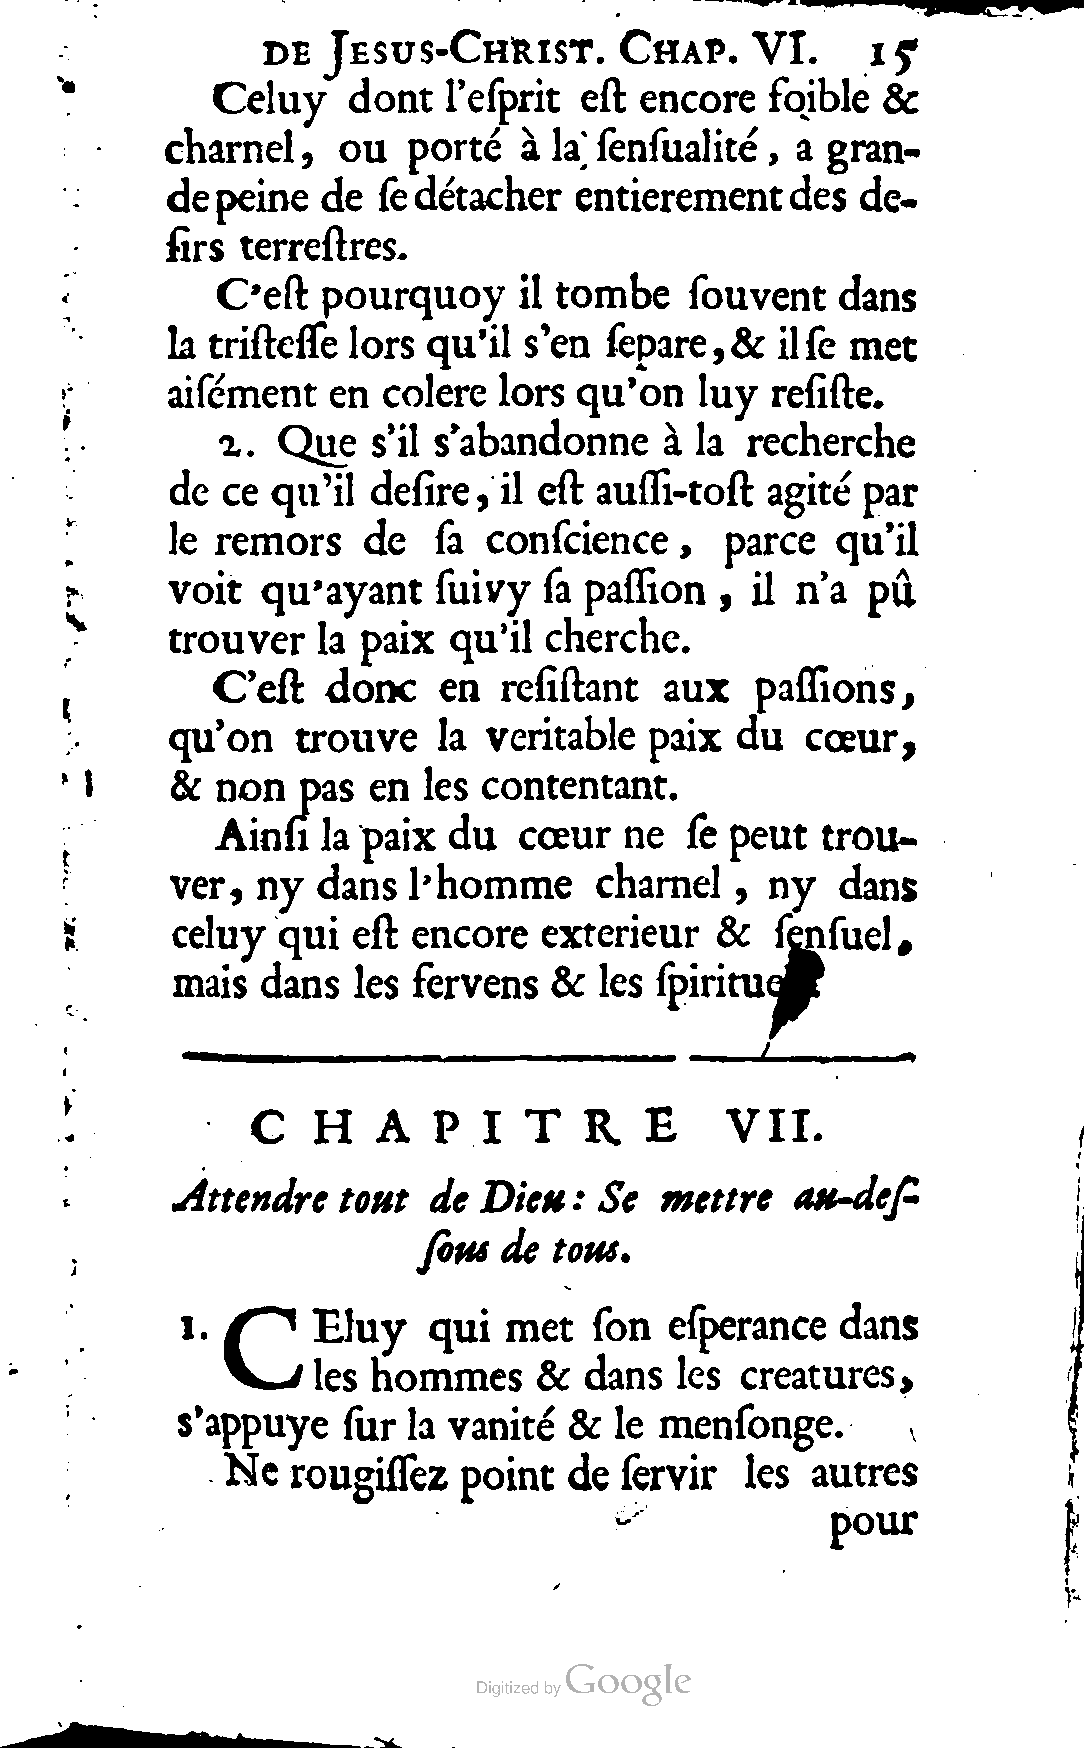 DE JESUS-CHRIST. CHAP. VI. 15
Celuy dont l'eſprit eſt encore foible &
charnel, ou porté à la ſenſualité, a gran-
de peine de ſe détacher entierement des de-
ſirs terreſtres.
C'eſt pourquoy il tombe ſouvent dans
la triſteſſe lors qu'il s'en ſepare, & il ſe met
aiſément en colere lors qu'on luy reſiſte.
2. Que s'il s'abandonne à la recherche
de ce qu'il deſire, il eſt auſſi-toſt agité par
le remors de ſa conſcience, parce qu'il
voit qu'ayant ſuivy ſa paſſion, il n'a pû
trouver la paix qu'il cherche.
C'eſt donc en reſiſtant aux paſſions,
qu'on trouve la veritable paix du cœur,
& non pas en les contentant.
Ainſi la paix du cœur ne ſe peut trou-
ver, ny dans l'homme charnel, ny dans
celuy qui eſt encore exterieur & ſenſuel,
mais dans les fervens & les
CHAPITRE VII.
Attendre tout de Dieu: Se mettre au-deſ-
ſous de tous.
1. CEluy qui met ſon eſperance dans
les hommes & dans les creatures,
s'appuye ſur la vanité & le menſonge.
Ne rougiſſez point de ſervir les autres
pour
Digitized by Google